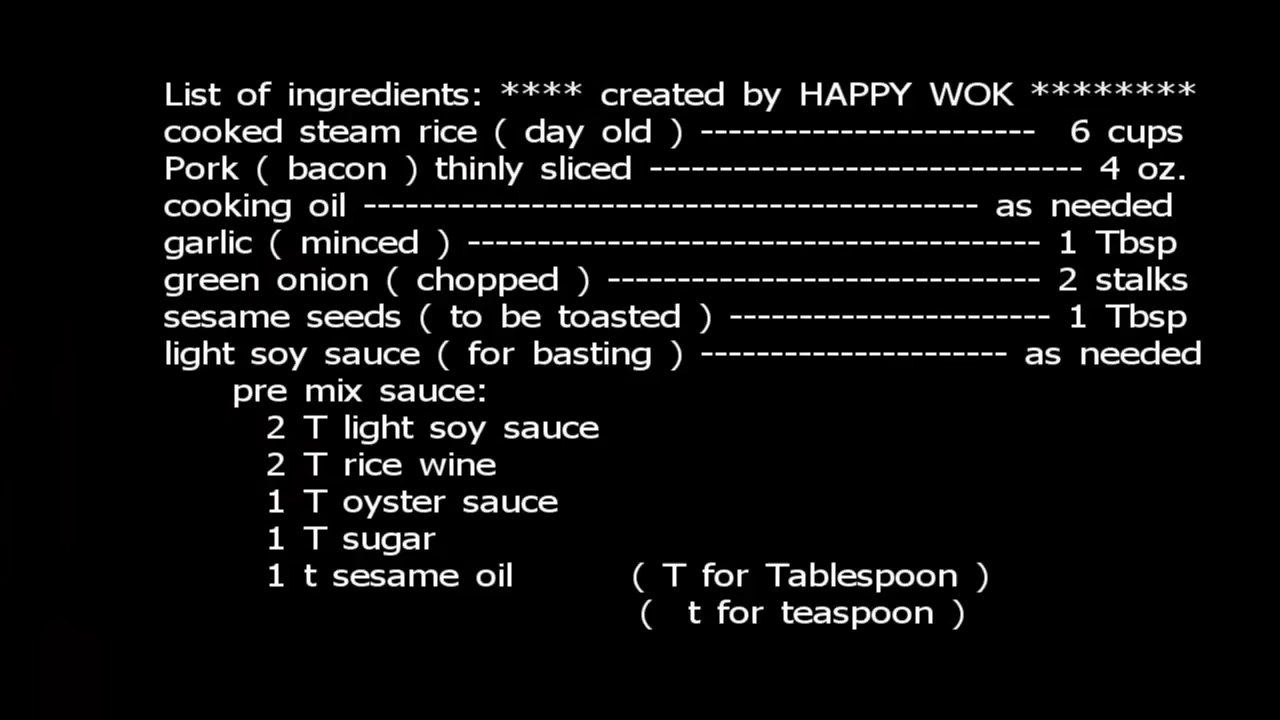 List of ingredients: **** created by HAPPY WOK ********
cooked steam rice ( day old ) ------------------------ 6 cups
Pork ( bacon ) thinly sliced ------------------------------- 4 oz.
cooking oil -------------------------------------------- as needed
garlic ( minced ) ----------------------------------------- 1 Tbsp
green onion ( chopped ) ------------------------------- 2 stalks
sesame seeds ( to be toasted ) ----------------------- 1 Tbsp
light soy sauce ( for basting ) ---------------------- as needed
pre mix sauce:
2 T light soy sauce
2 T rice wine
1 T oyster sauce
1 T sugar
1 t sesame oil ( T for Tablespoon )
( t for teaspoon )